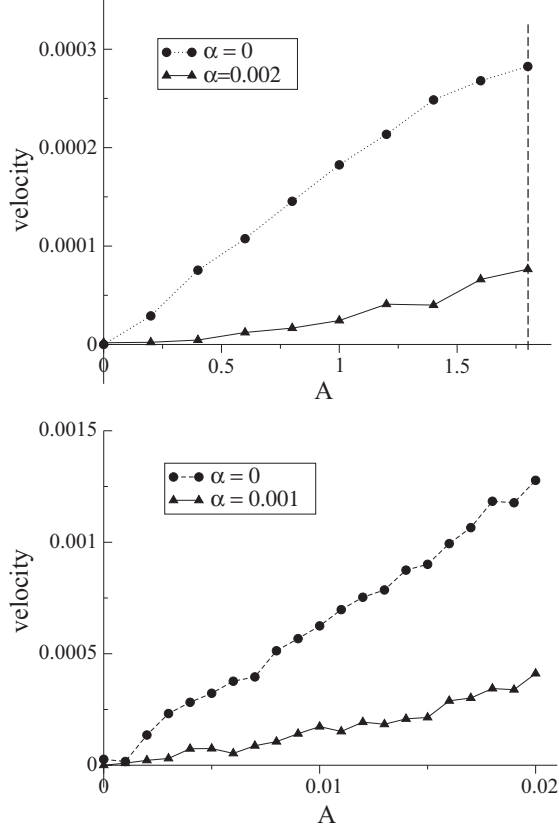 0.0003
α = 0
α=0.002
0.0002
velocity
0.0001
0
0 0.5 1 1.5
A
0.0015
α = 0
α = 0.001
0.001
velocity
0.0005
0
0 0.01 0.02
A